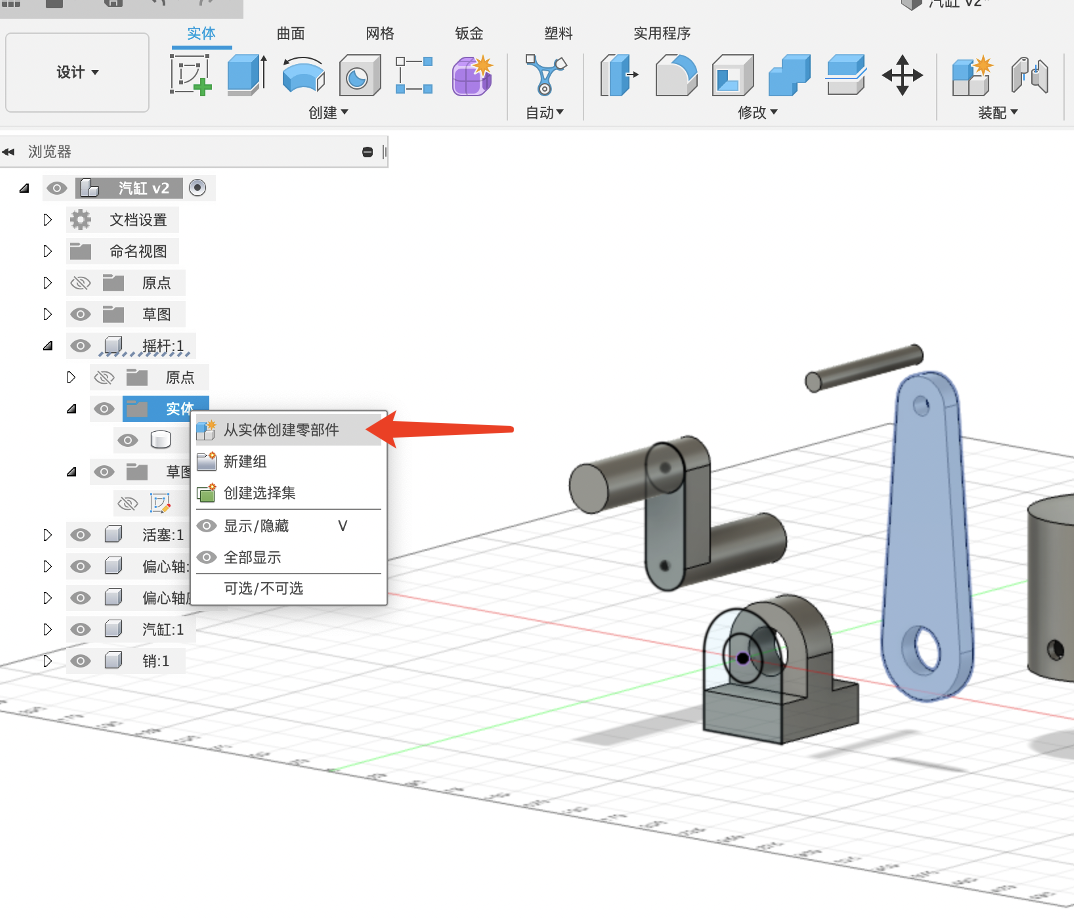 汽缸 v2*
实体 曲面 网格 钣金 塑料 实用程序
设计
创建 自动 修改 装配
浏览器
汽缸 v2
文档设置
命名视图
原点
草图
摇杆:1
原点
实体
从实体创建零部件
新建组
草图
创建选择集
显示/隐藏 V
活塞:1
全部显示
偏心轴:
可选/不可选
偏心轴
汽缸:1
销:1